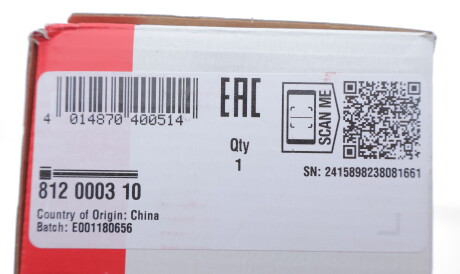 4 014870 400514
EAC
SCAN ME
Qty
1
SN: 2415898238081661
812 0003 10
Country of Origin: China
Batch: E001180656